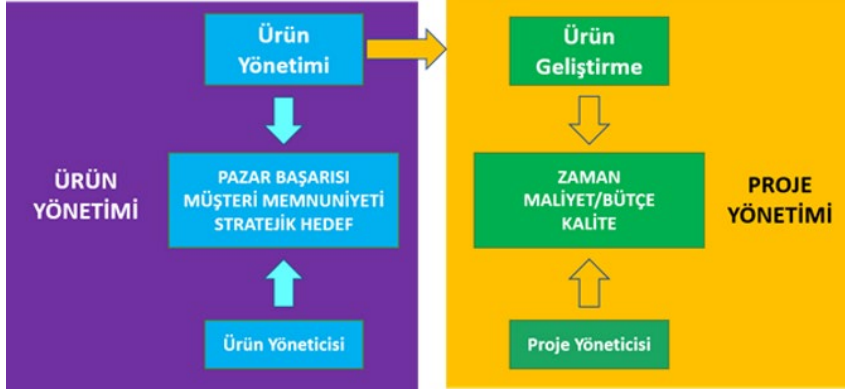 Ürün
Yönetimi
ÜRÜN
YÖNETİMİ
PAZAR BAŞARISI
MÜŞTERİ MEMNUNİYETİ
STRATEJİK HEDEF
Ürün Yöneticisi
Ürün
Geliştirme
ZAMAN
MALİYET/BÜTÇE
KALİTE
PROJE
YÖNETİMİ
Proje Yöneticisi